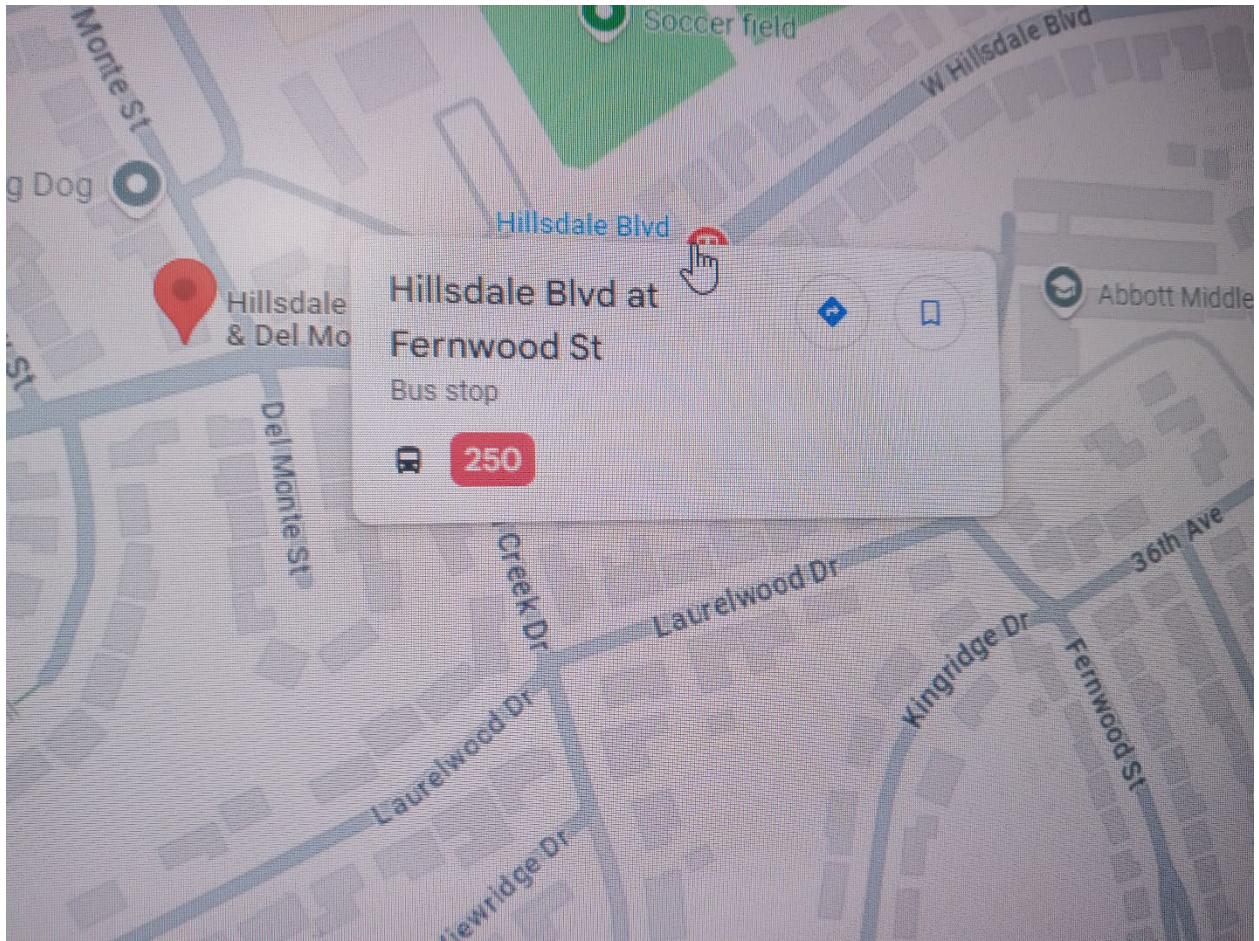 Monte St
Soccer field
W Hillsdale Blvd
g Dog
Hillsdale Blvd
Hillsdale
& Del Mo
Hillsdale Blvd at
Fernwood St
Bus stop
250
Abbott Middle
St
Del Monte St
Creek Dr
Laurelwood Dr
36th Ave
Kingridge Dr
Fernwood St
Laurelwood Dr
iewridge Dr